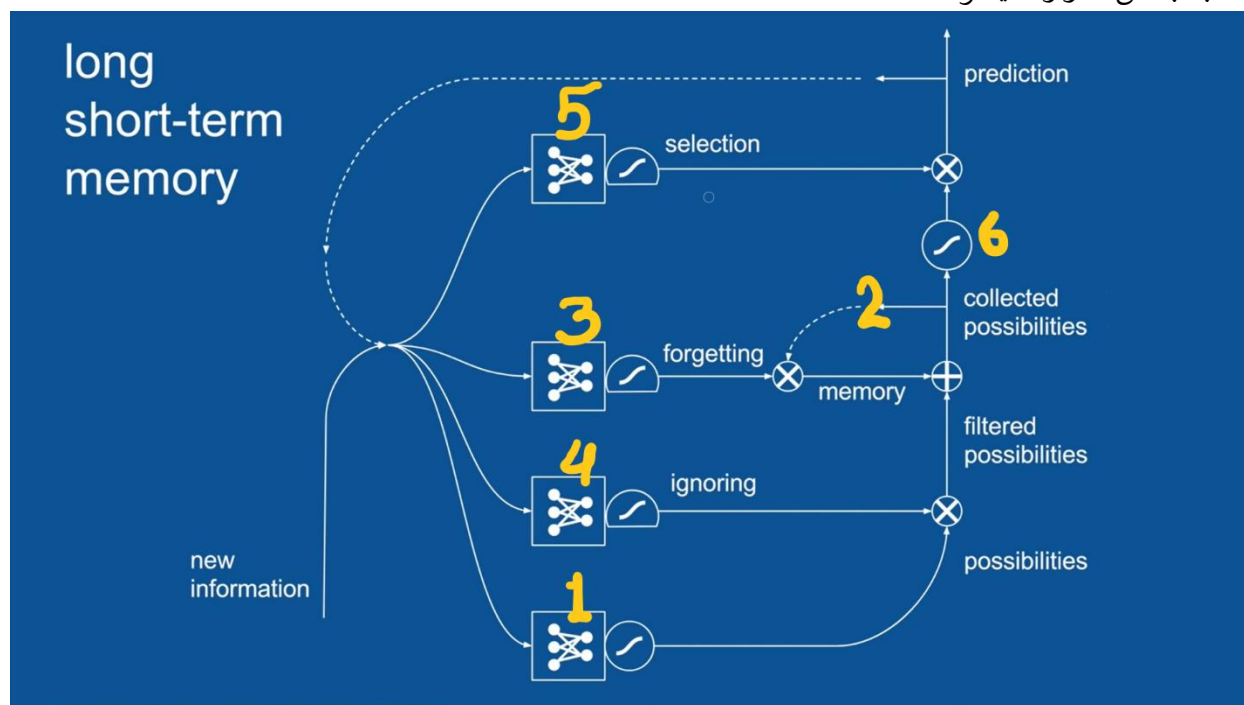 long
short-term
memory
prediction
5
selection
6
2
collected
possibilities
3
forgetting
memory
filtered
possibilities
4
ignoring
new
information
possibilities
1